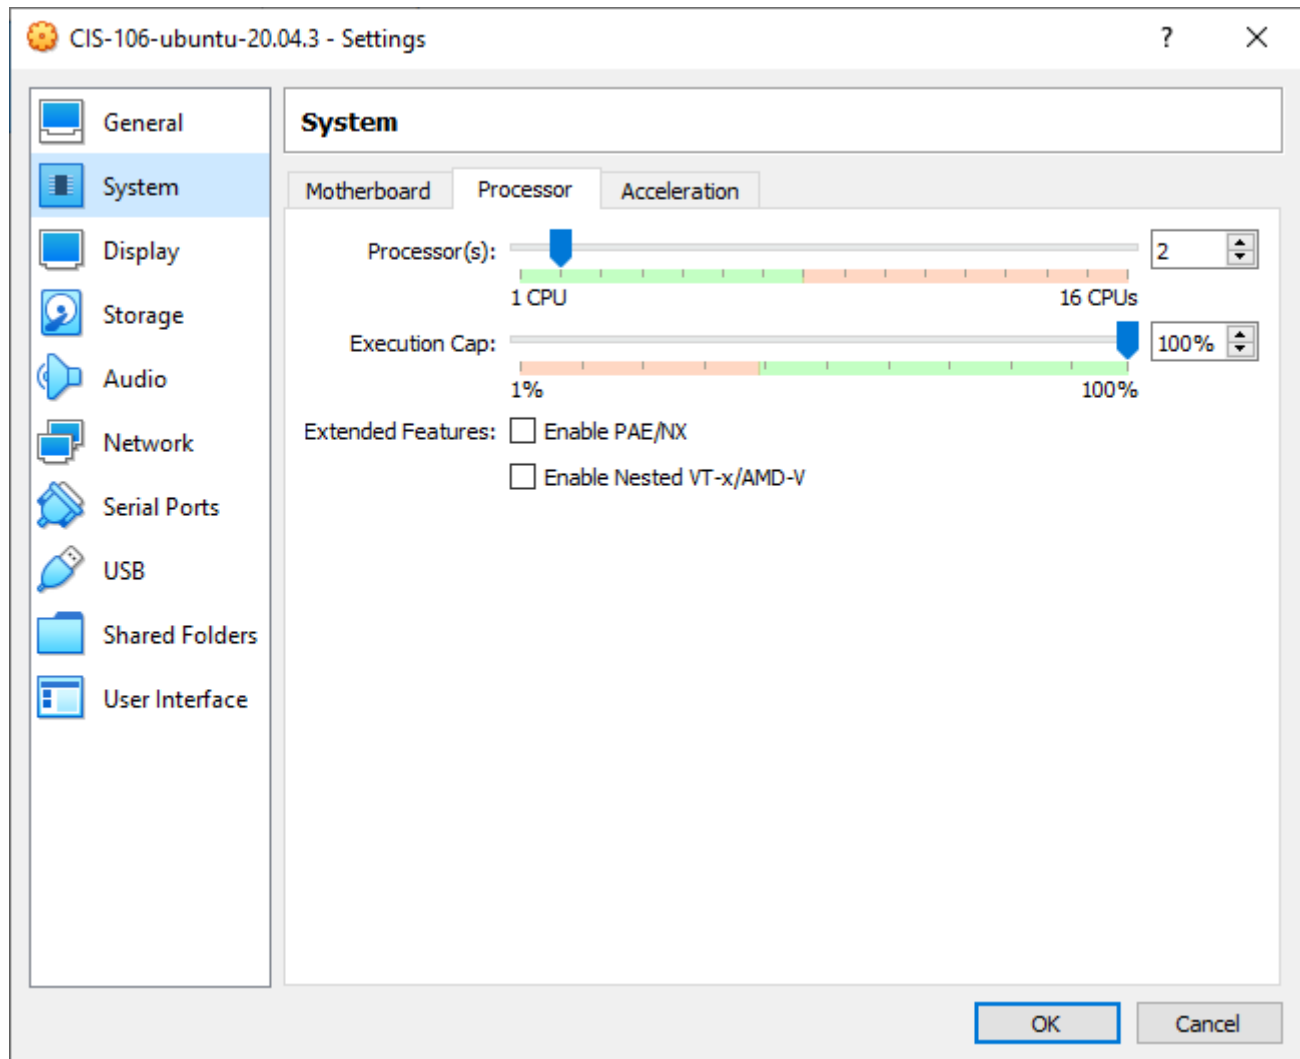 CIS-106-ubuntu-20.04.3 - Settings
?
General
System
Display
Storage
Audio
Network
Serial Ports
USB
Shared Folders
User Interface
System
Motherboard Processor Acceleration
Processor(s): 2
1 CPU 16 CPUs
Execution Cap: 100%
1% 100%
Extended Features: Enable PAE/NX
Enable Nested VT-x/AMD-V
OK Cancel